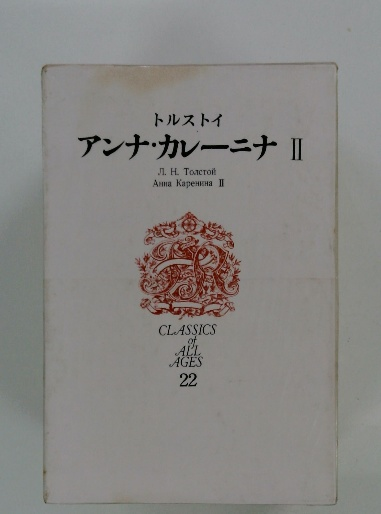 トルストイ
アンナ・カレーニナ II
Л. Н. Толстой
Анна Каренина II
CLASSICS
of
ALL
AGES
22